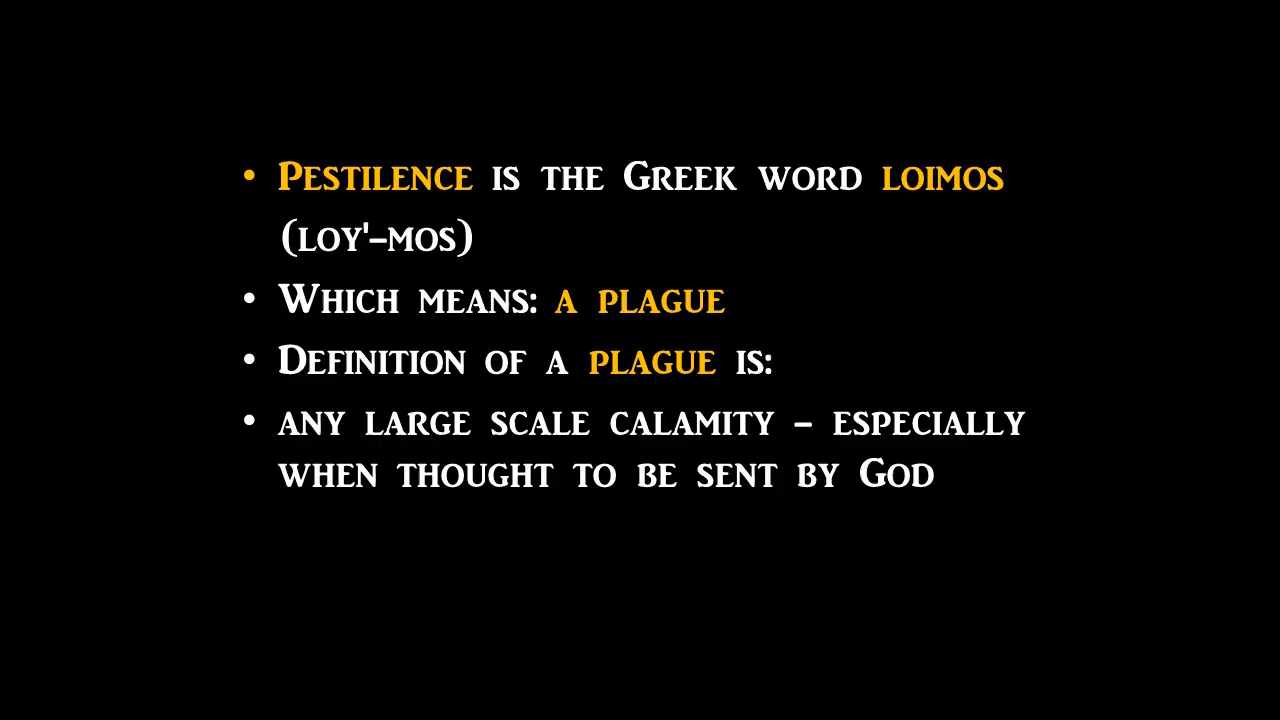 • Pestilence is the Greek word loimos
(loy'-mos)
• Which means: a plague
• Definition of a plague is:
• any large scale calamity – especially
when thought to be sent by God